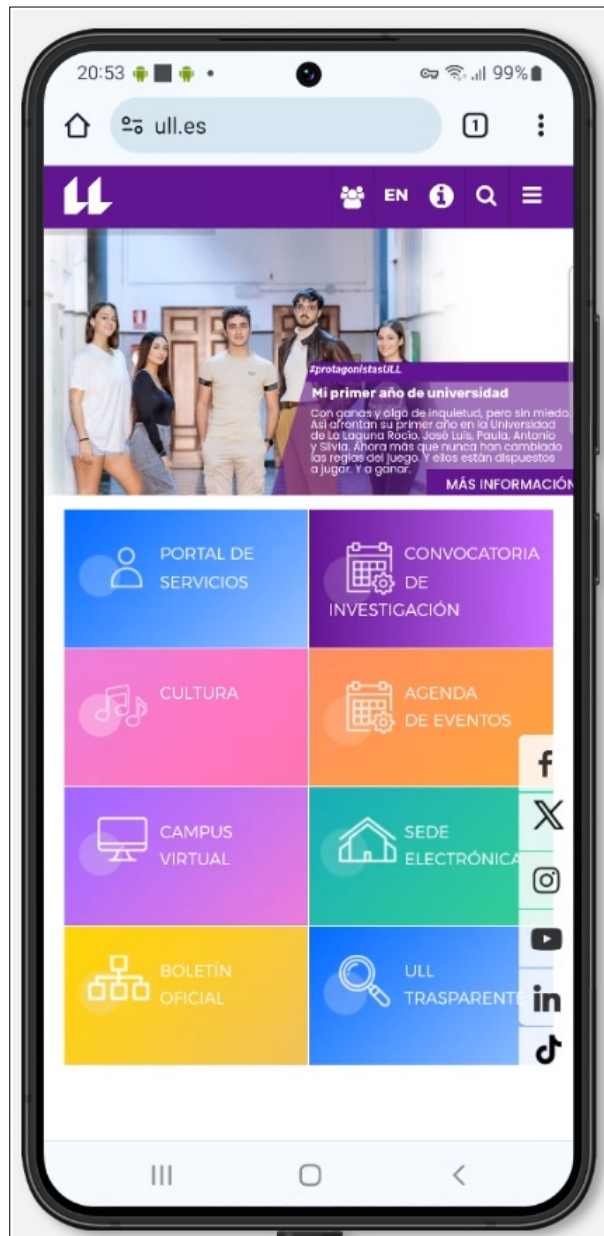 20:53
99%
ull.es
1
ULL
EN
#protagonistasULL
Mi primer año de universidad
Con ganas y algo de inquietud, pero sin miedo.
Así afrontan su primer año en la Universidad
de La Laguna Rocío, José Luis, Paula, Antonio
y Silvia. Ahora más que nunca han cambiado
las reglas del juego. Y ellos están dispuestos
a jugar. Y a ganar.
MÁS INFORMACIÓN
PORTAL DE
SERVICIOS
CONVOCATORIA
DE
INVESTIGACIÓN
CULTURA
AGENDA
DE EVENTOS
CAMPUS
VIRTUAL
SEDE
ELECTRÓNICA
BOLETÍN
OFICIAL
ULL
TRASPARENTE